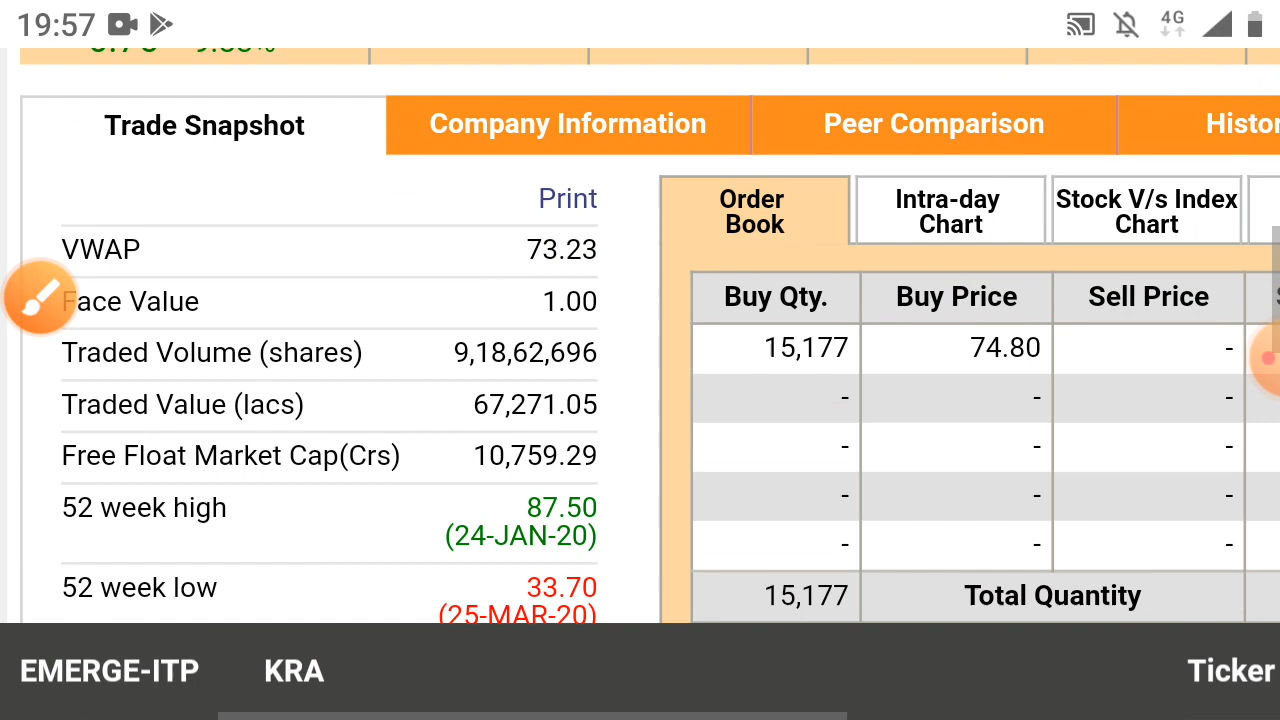 19:57
4G
Trade Snapshot
Company Information
Peer Comparison
Print
VWAP 73.23
Face Value 1.00
Traded Volume (shares) 9,18,62,696
Traded Value (lacs) 67,271.05
Free Float Market Cap(Crs) 10,759.29
52 week high 87.50
(24-JAN-20)
52 week low 33.70
(25-MAR-20)
Order
Book
Intra-day
Chart
Stock V/s Index
Chart
Buy Qty. Buy Price Sell Price
15,177 74.80 -
- - -
- - -
- - -
- - -
15,177 Total Quantity
EMERGE-ITP KRA Ticker